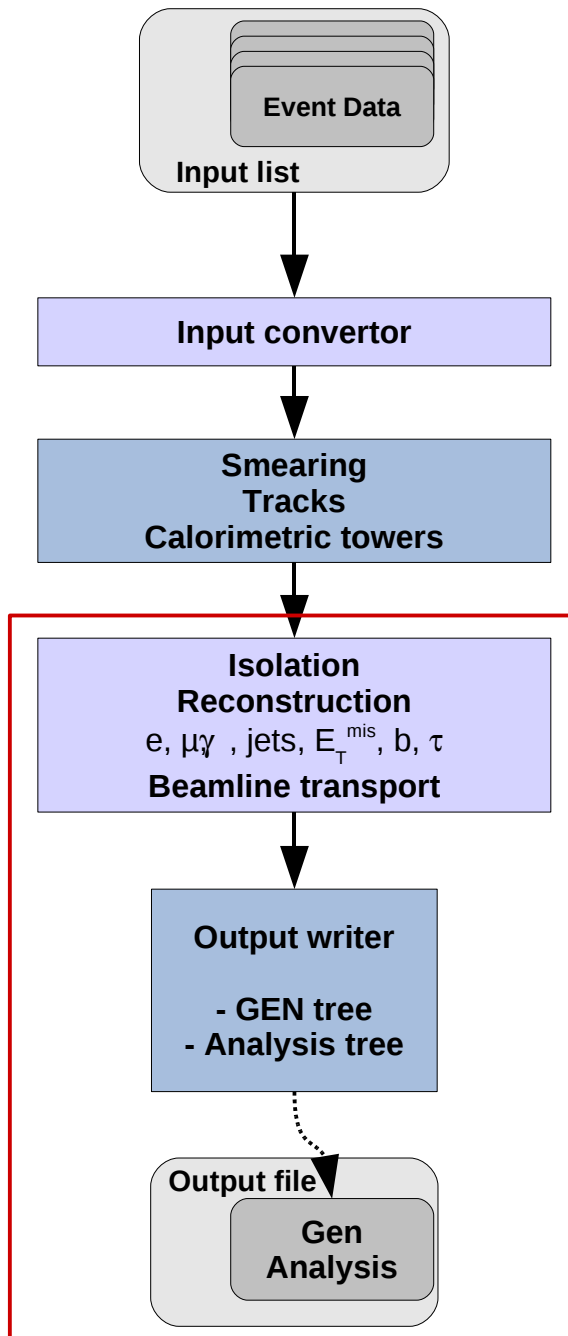 Event Data
Input list
Input convertor
Smearing
Tracks
Calorimetric towers
Isolation
Reconstruction
e, μγ , jets, E_T^mis, b, τ
Beamline transport
Output writer
- GEN tree
- Analysis tree
Output file
Gen
Analysis